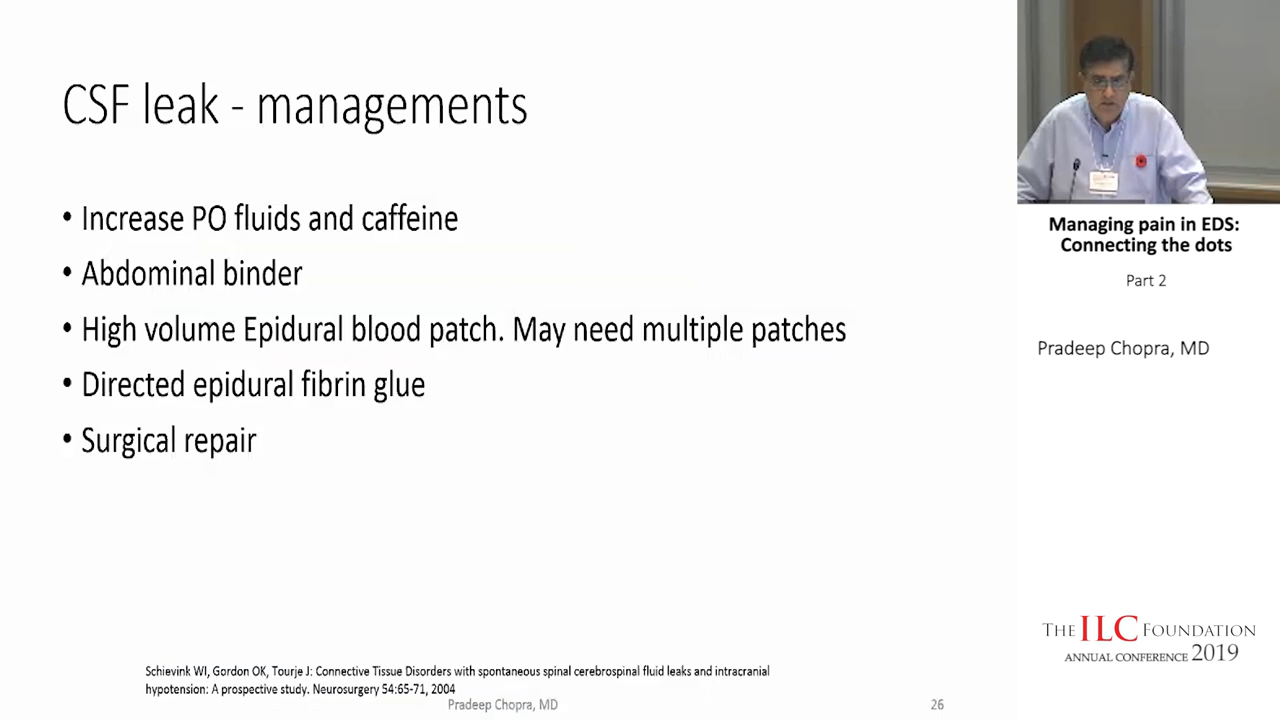 CSF leak - managements
• Increase PO fluids and caffeine
• Abdominal binder
• High volume Epidural blood patch. May need multiple patches
• Directed epidural fibrin glue
• Surgical repair
Schievink WI, Gordon OK, Tourje J: Connective Tissue Disorders with spontaneous spinal cerebrospinal fluid leaks and intracranial
hypotension: A prospective study. Neurosurgery 54:65-71, 2004
Pradeep Chopra, MD
26
Managing pain in EDS:
Connecting the dots
Part 2
Pradeep Chopra, MD
THE ILC FOUNDATION
ANNUAL CONFERENCE 2019